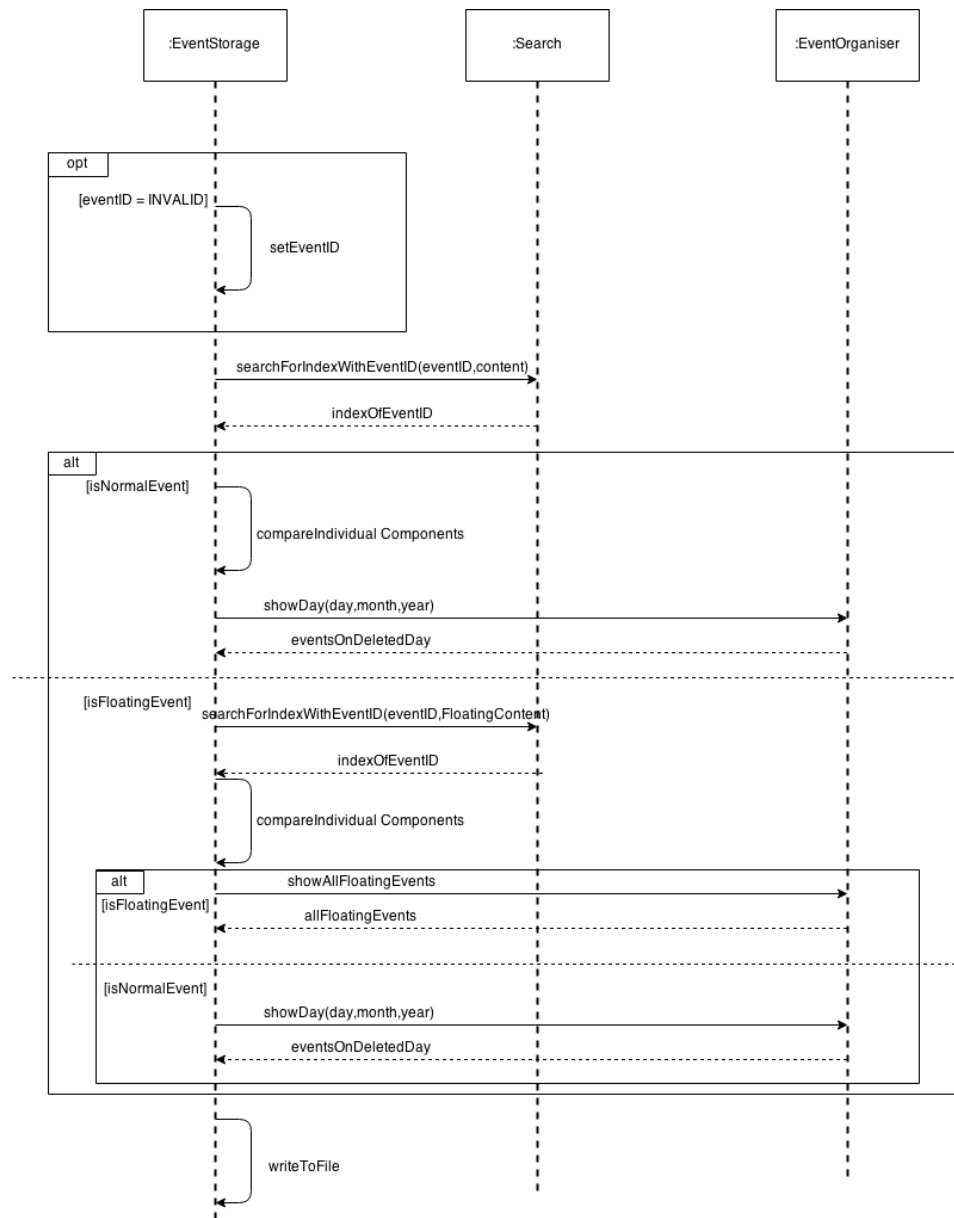 :EventStorage
:Search
:EventOrganiser
opt
[eventID = INVALID]
setEventID
searchForIndexWithEventID(eventID,content)
indexOfEventID
alt
[isNormalEvent]
compareIndividual Components
showDay(day,month,year)
eventsOnDeletedDay
[isFloatingEvent]
searchForIndexWithEventID(eventID,FloatingContent)
indexOfEventID
compareIndividual Components
alt
showAllFloatingEvents
[isFloatingEvent]
allFloatingEvents
[isNormalEvent]
showDay(day,month,year)
eventsOnDeletedDay
writeToFile